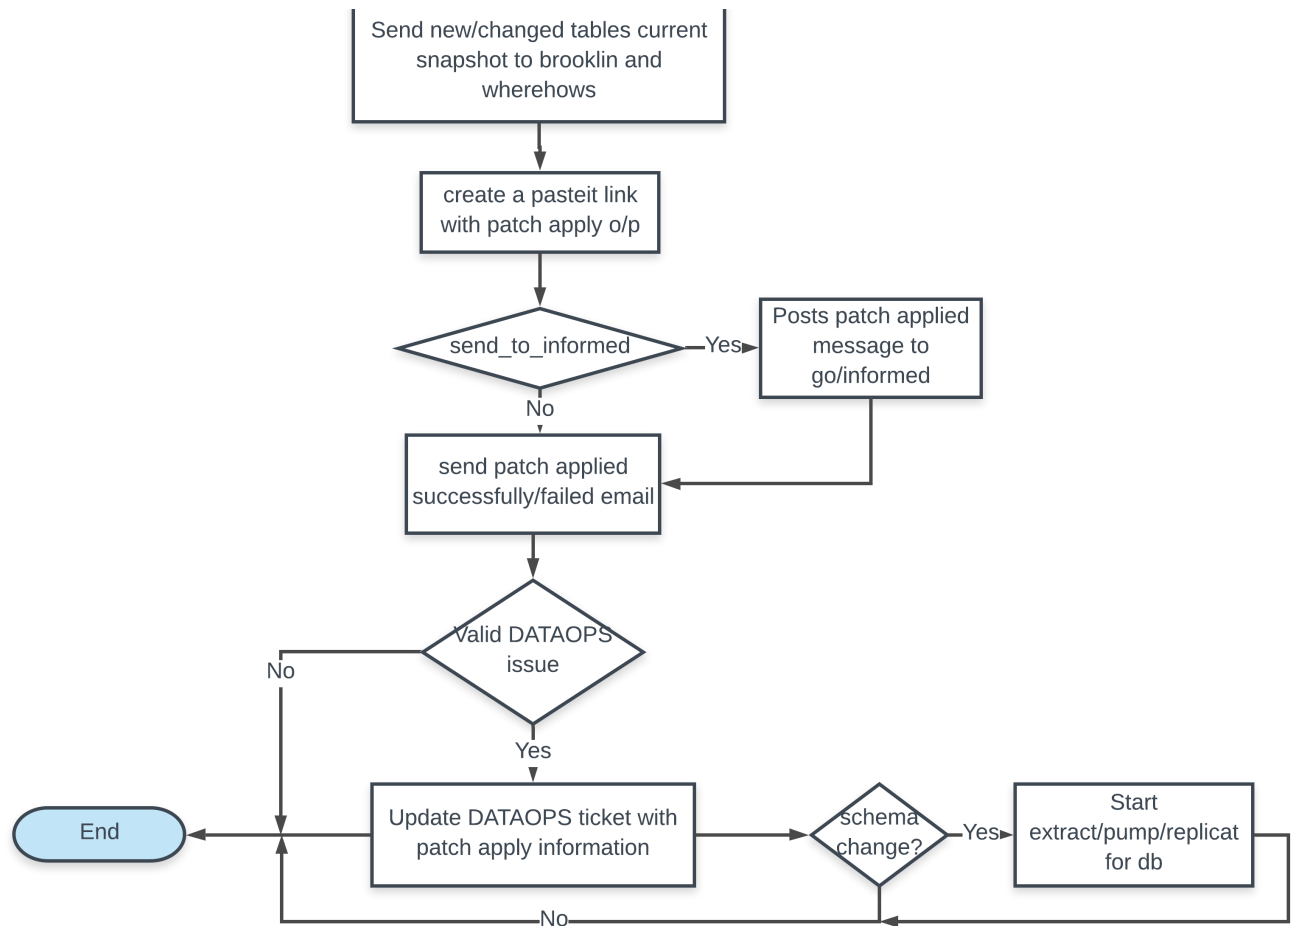 Send new/changed tables current
snapshot to brooklin and
wherehows
create a pasteit link
with patch apply o/p
send_to_informed
Yes
Posts patch applied
message to
go/informed
No
send patch applied
successfully/failed email
Valid DATAOPS
issue
No
Yes
End
Update DATAOPS ticket with
patch apply information
schema
change?
Yes
Start
extract/pump/replicat
for db
No